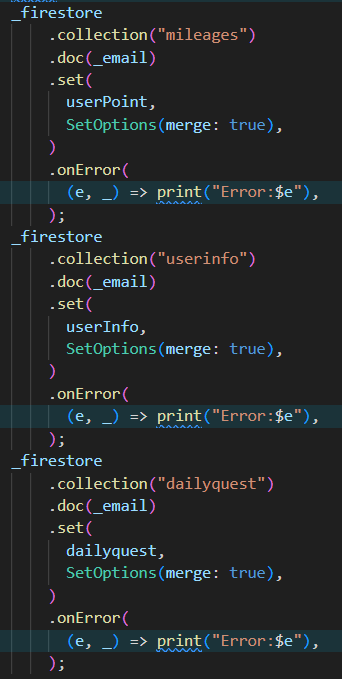 _firestore
.collection("mileages")
.doc(_email)
.set(
userPoint,
SetOptions(merge: true),
)
.onError(
(e, _) => print("Error:$e"),
);
_firestore
.collection("userinfo")
.doc(_email)
.set(
userInfo,
SetOptions(merge: true),
)
.onError(
(e, _) => print("Error:$e"),
);
_firestore
.collection("dailyquest")
.doc(_email)
.set(
dailyquest,
SetOptions(merge: true),
)
.onError(
(e, _) => print("Error:$e"),
);